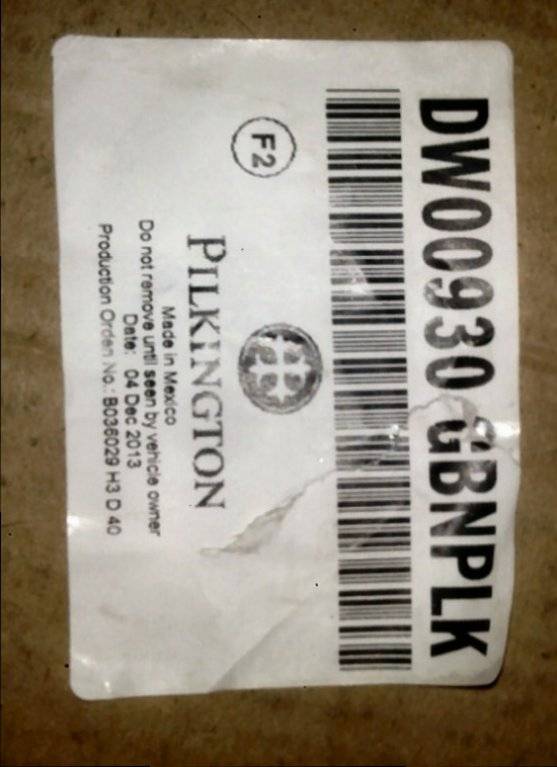 DW00930 GBNPLK
F2
PILKINGTON
Made in Mexico
Do not remove until seen by vehicle owner
Date: 04 Dec 2013
Production Order No.: B036029 H3 D 40